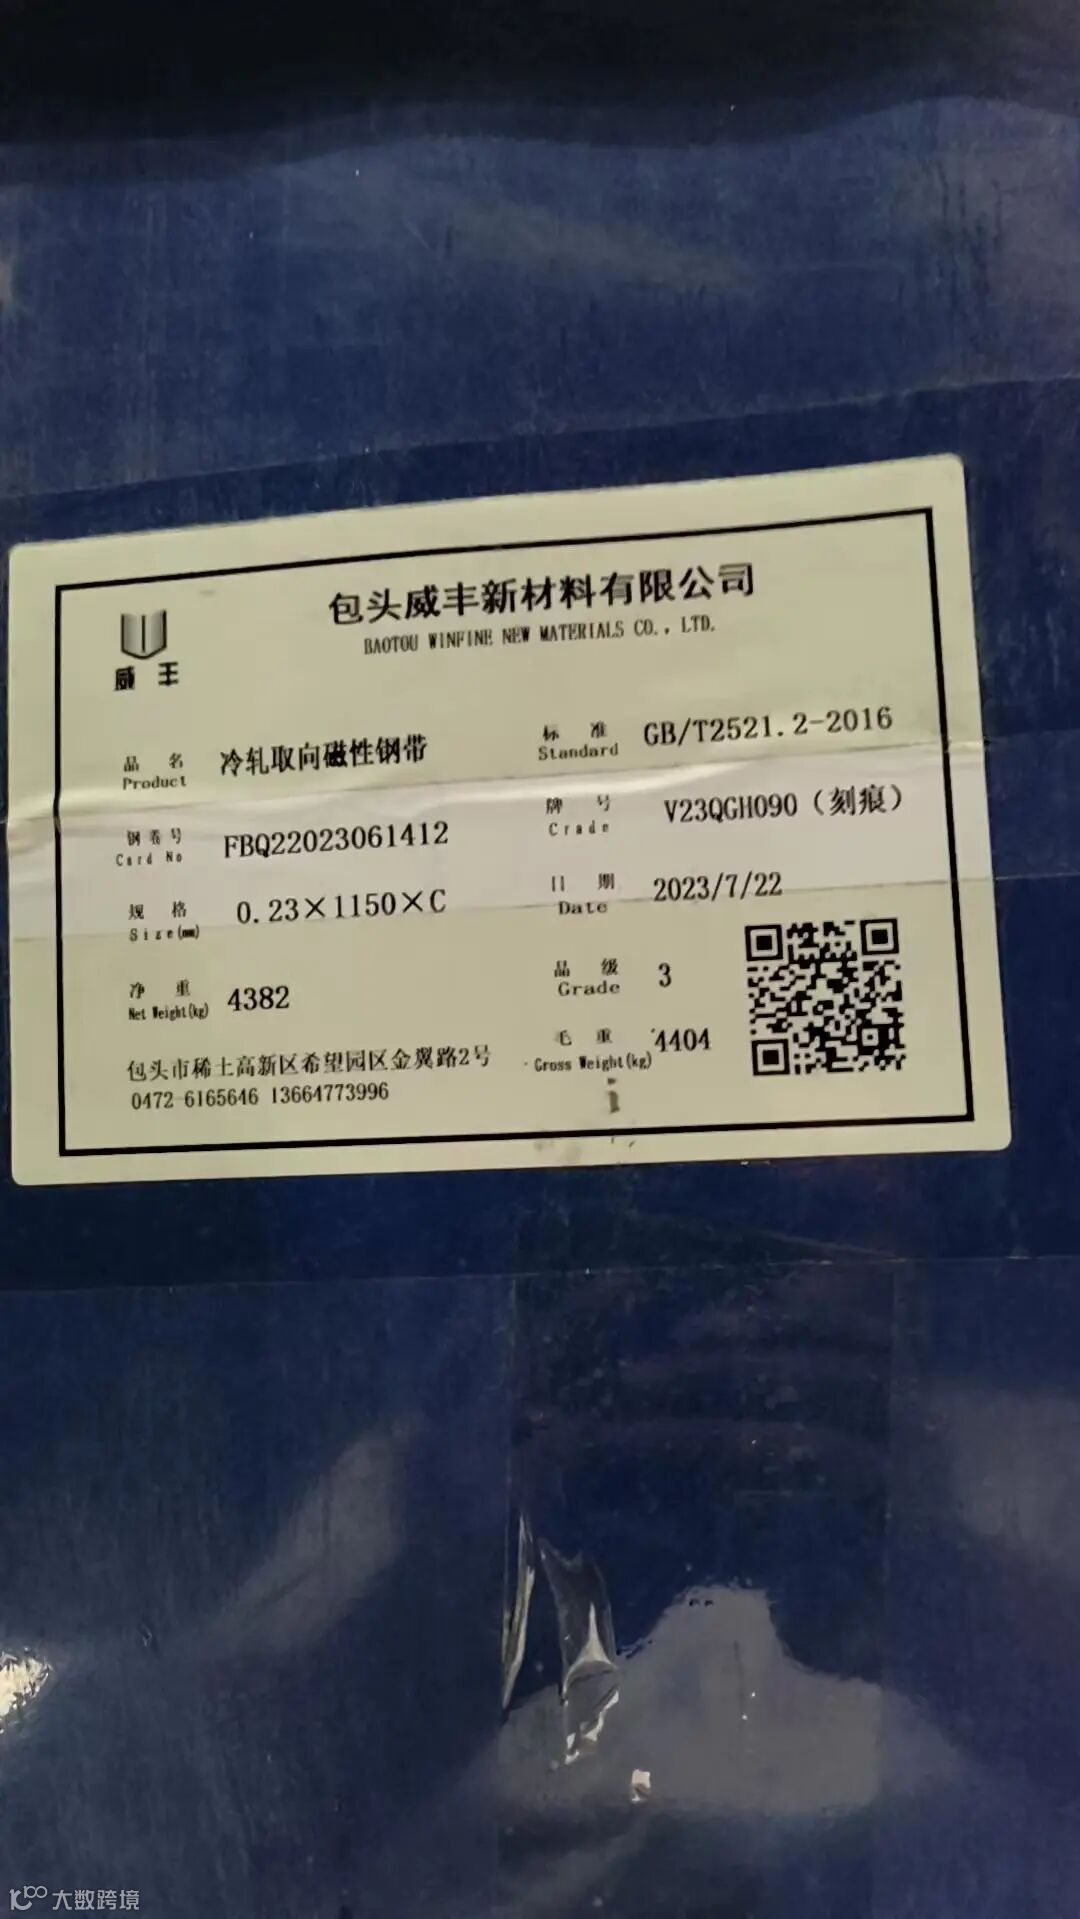 包头威丰新材料有限公司
BAOTOU WINFINE NEW MATERIALS CO., LTD.
威丰
品名 冷轧取向磁性钢带 标准 GB/T2521.2-2016
Product Standard
钢卷号 FBQ22023061412 牌号 V23QGH090（刻痕）
Card No Crade
规格 0.23×1150×C 日期 2023/7/22
Size(mm) Date
净重 4382 品级 3
Net Weight(kg) Grade
毛重 4404
Gross Weight(kg)
包头市稀土高新区希望园区金翼路2号
0472-6165646 13664773996
大数跨境